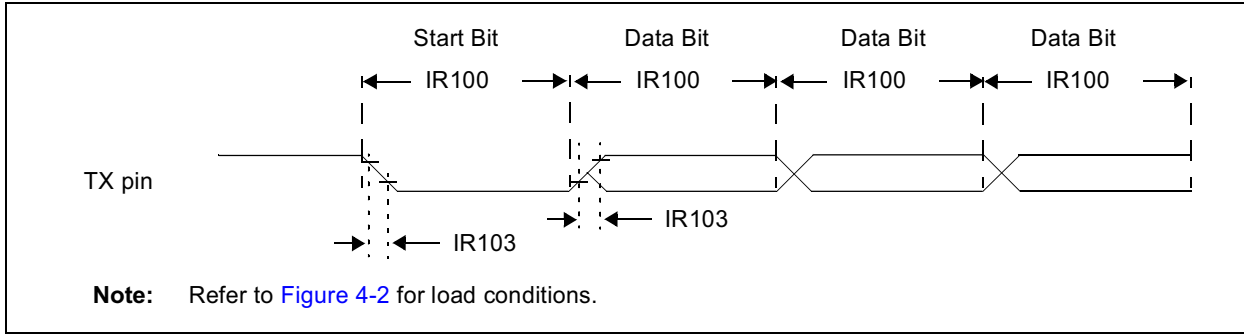 Start Bit Data Bit Data Bit Data Bit
IR100 IR100 IR100 IR100
TX pin
IR103 IR103
Note: Refer to Figure 4-2 for load conditions.